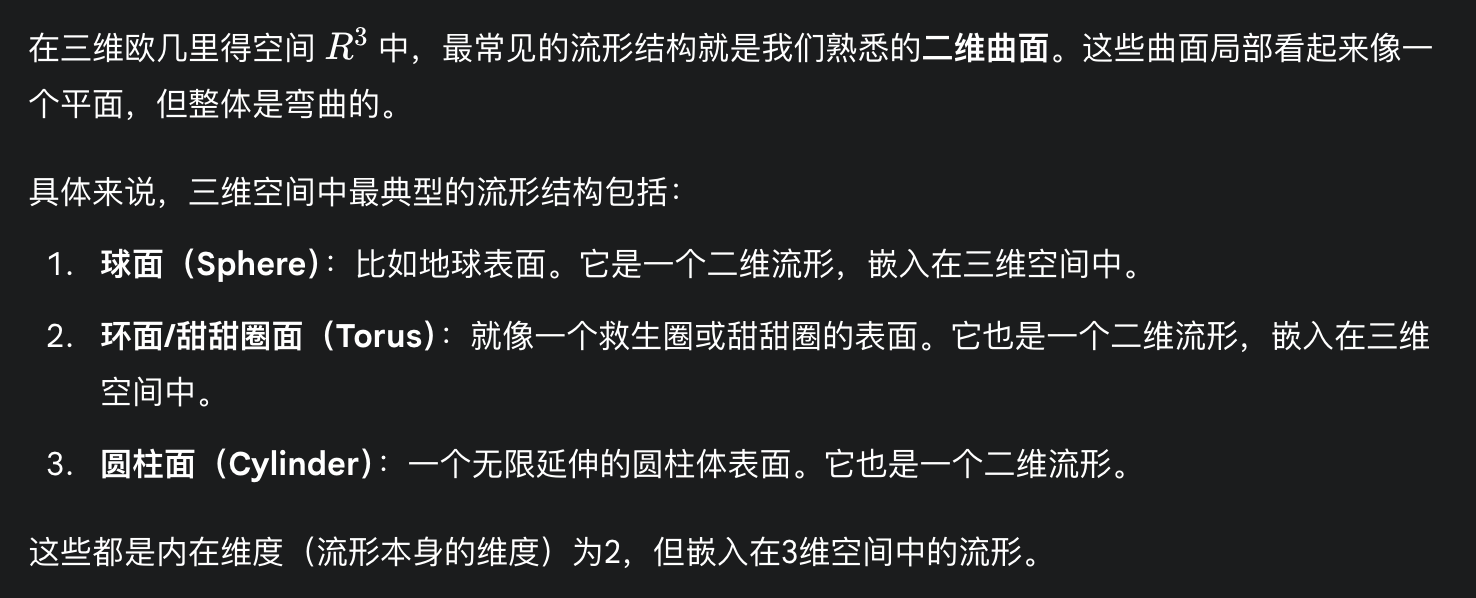 在三维欧几里得空间 R³ 中，最常见的流形结构就是我们熟悉的二维曲面。这些曲面局部看起来像一
个平面，但整体是弯曲的。
具体来说，三维空间中最典型的流形结构包括：
1. 球面（Sphere）：比如地球表面。它是一个二维流形，嵌入在三维空间中。
2. 环面/甜甜圈面（Torus）：就像一个救生圈或甜甜圈的表面。它也是一个二维流形，嵌入在三维
空间中。
3. 圆柱面（Cylinder）：一个无限延伸的圆柱体表面。它也是一个二维流形。
这些都是内在维度（流形本身的维度）为2，但嵌入在3维空间中的流形。